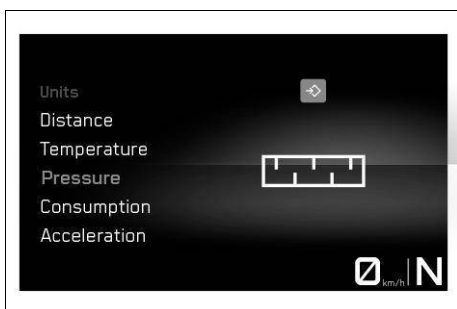 Units
Distance
Temperature
Pressure
Consumption
Acceleration
0 km/h N